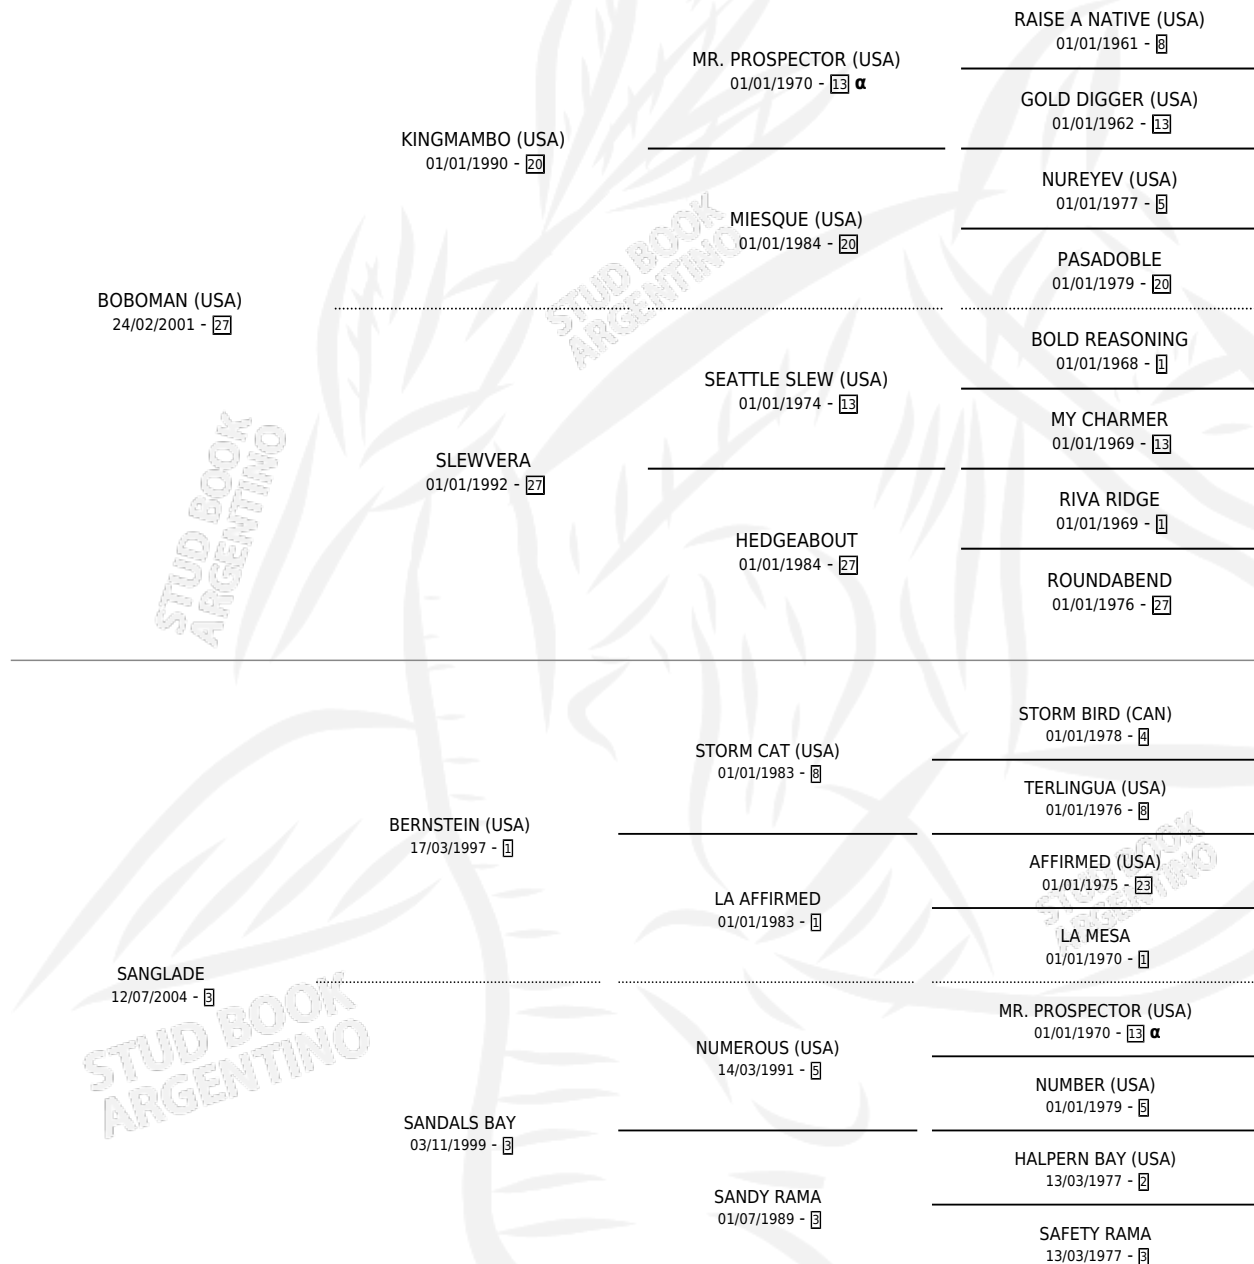 RAISE A NATIVE (USA)
01/01/1961 - 8
MR. PROSPECTOR (USA)
01/01/1970 - 13 α
GOLD DIGGER (USA)
01/01/1962 - 13
KINGMAMBO (USA)
01/01/1990 - 20
NUREYEV (USA)
01/01/1977 - 5
MIESQUE (USA)
01/01/1984 - 20
PASADOBLE
01/01/1979 - 20
BOBOMAN (USA)
24/02/2001 - 27
BOLD REASONING
01/01/1968 - 1
SEATTLE SLEW (USA)
01/01/1974 - 13
MY CHARMER
01/01/1969 - 13
SLEWVERA
01/01/1992 - 27
RIVA RIDGE
01/01/1969 - 1
HEDGEABOUT
01/01/1984 - 27
ROUNDABEND
01/01/1976 - 27
STORM BIRD (CAN)
01/01/1978 - 4
STORM CAT (USA)
01/01/1983 - 8
TERLINGUA (USA)
01/01/1976 - 8
BERNSTEIN (USA)
17/03/1997 - 1
AFFIRMED (USA)
01/01/1975 - 23
LA AFFIRMED
01/01/1983 - 1
LA MESA
01/01/1970 - 1
SANGLADE
12/07/2004 - 3
MR. PROSPECTOR (USA)
01/01/1970 - 13 α
NUMEROUS (USA)
14/03/1991 - 5
NUMBER (USA)
01/01/1979 - 5
SANDALS BAY
03/11/1999 - 3
HALPERN BAY (USA)
13/03/1977 - 2
SANDY RAMA
01/07/1989 - 3
SAFETY RAMA
13/03/1977 - 3
STUD BOOK
ARGENTINO
STUD BOOK
ARGENTINO
STUD BOOK
ARGENTINO
STUD BOOK
ARGENTINO